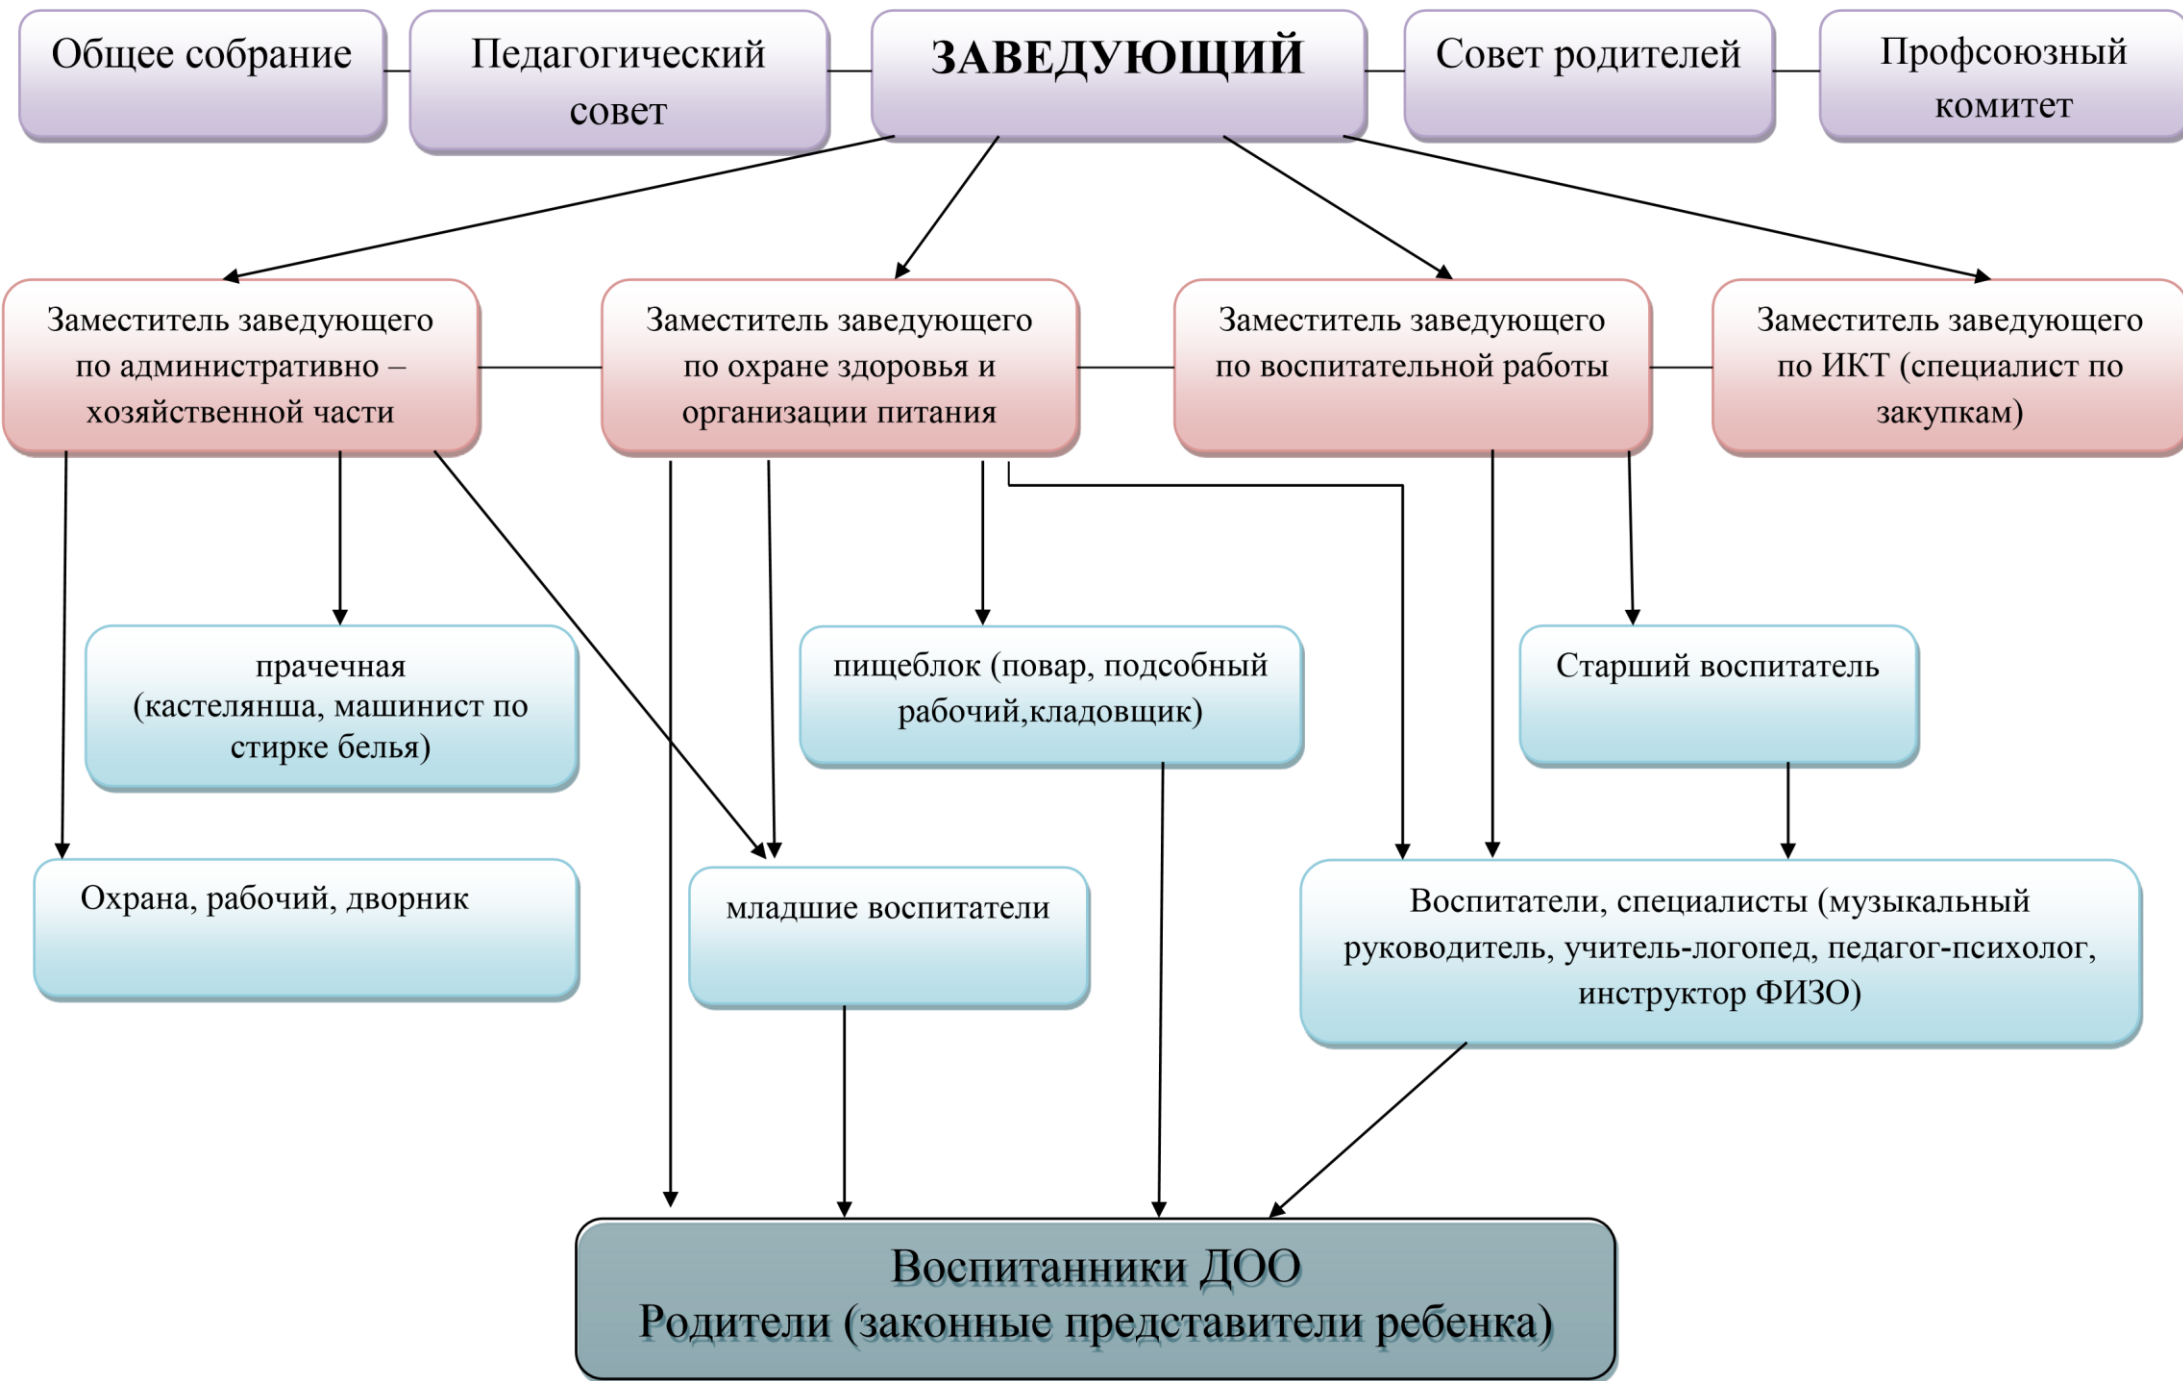 Общее собрание
Педагогический
совет
ЗАВЕДУЮЩИЙ
Совет родителей
Профсоюзный
комитет
Заместитель заведующего
по административно –
хозяйственной части
Заместитель заведующего
по охране здоровья и
организации питания
Заместитель заведующего
по воспитательной работы
Заместитель заведующего
по ИКТ (специалист по
закупкам)
прачечная
(кастелянша, машинист по
стирке белья)
пищеблок (повар, подсобный
рабочий,кладовщик)
Старший воспитатель
Охрана, рабочий, дворник
младшие воспитатели
Воспитатели, специалисты (музыкальный
руководитель, учитель-логопед, педагог-психолог,
инструктор ФИЗО)
Воспитанники ДОО
Родители (законные представители ребенка)